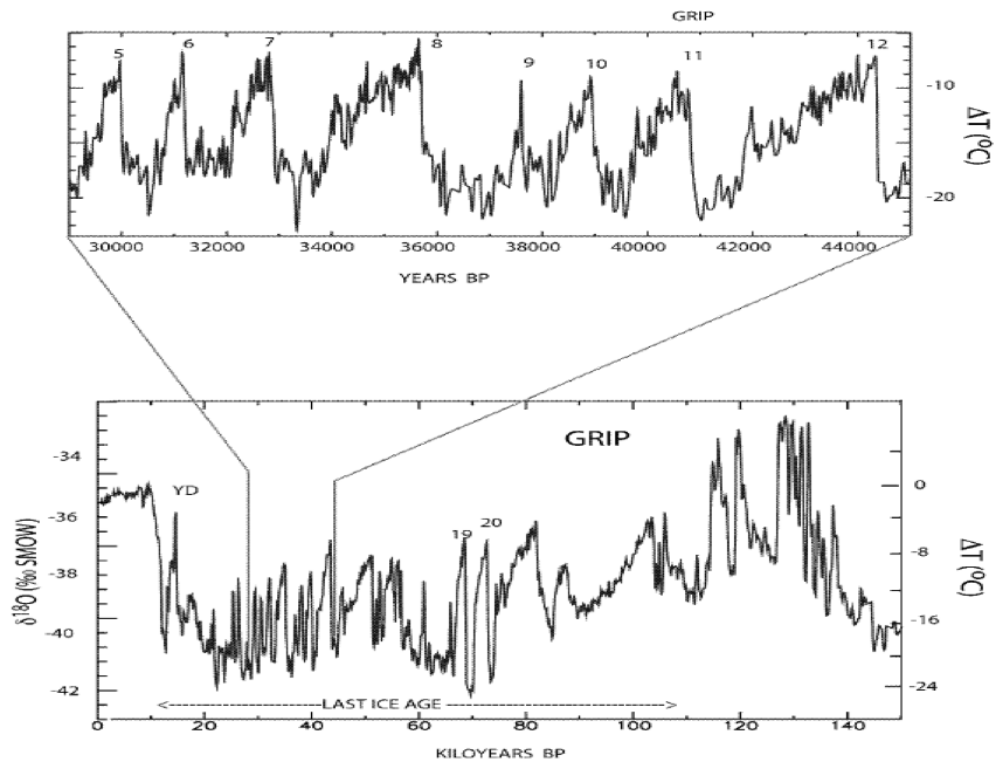 GRIP
5 6 7 8 9 10 11 12
-10
-20
ΔT (⁰C)
30000 32000 34000 36000 38000 40000 42000 44000
YEARS BP
GRIP
YD
19 20
-34
-36
-38
-40
-42
δ¹⁸O (‰ SMOW)
0
-8
-16
-24
ΔT (⁰C)
LAST ICE AGE
0 20 40 60 80 100 120 140
KILOYEARS BP